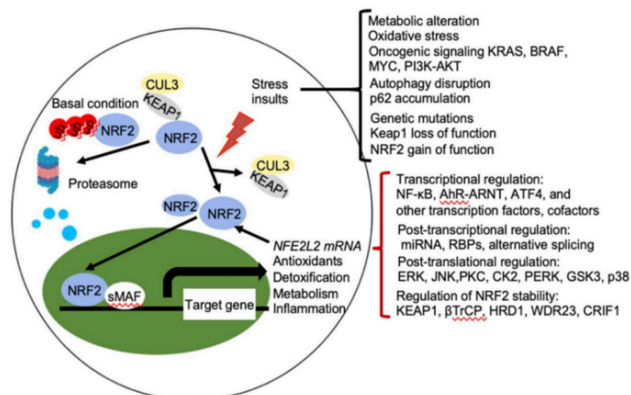 Metabolic alteration
Oxidative stress
Oncogenic signaling KRAS, BRAF,
MYC, PI3K-AKT
Autophagy disruption
p62 accumulation
Genetic mutations
Keap1 loss of function
NRF2 gain of function
Stress
insults
CUL3
KEAP1
Basal condition
NRF2
NRF2
Proteasome
CUL3
KEAP1
NRF2
NRF2
NFE2L2 mRNA
Antioxidants
Detoxification
Metabolism
Inflammation
NRF2
sMAF
Target gene
Transcriptional regulation:
NF-κB, AhR-ARNT, ATF4, and
other transcription factors, cofactors
Post-transcriptional regulation:
miRNA, RBPs, alternative splicing
Post-translational regulation:
ERK, JNK,PKC, CK2, PERK, GSK3, p38
Regulation of NRF2 stability:
KEAP1, βTrCP, HRD1, WDR23, CRIF1